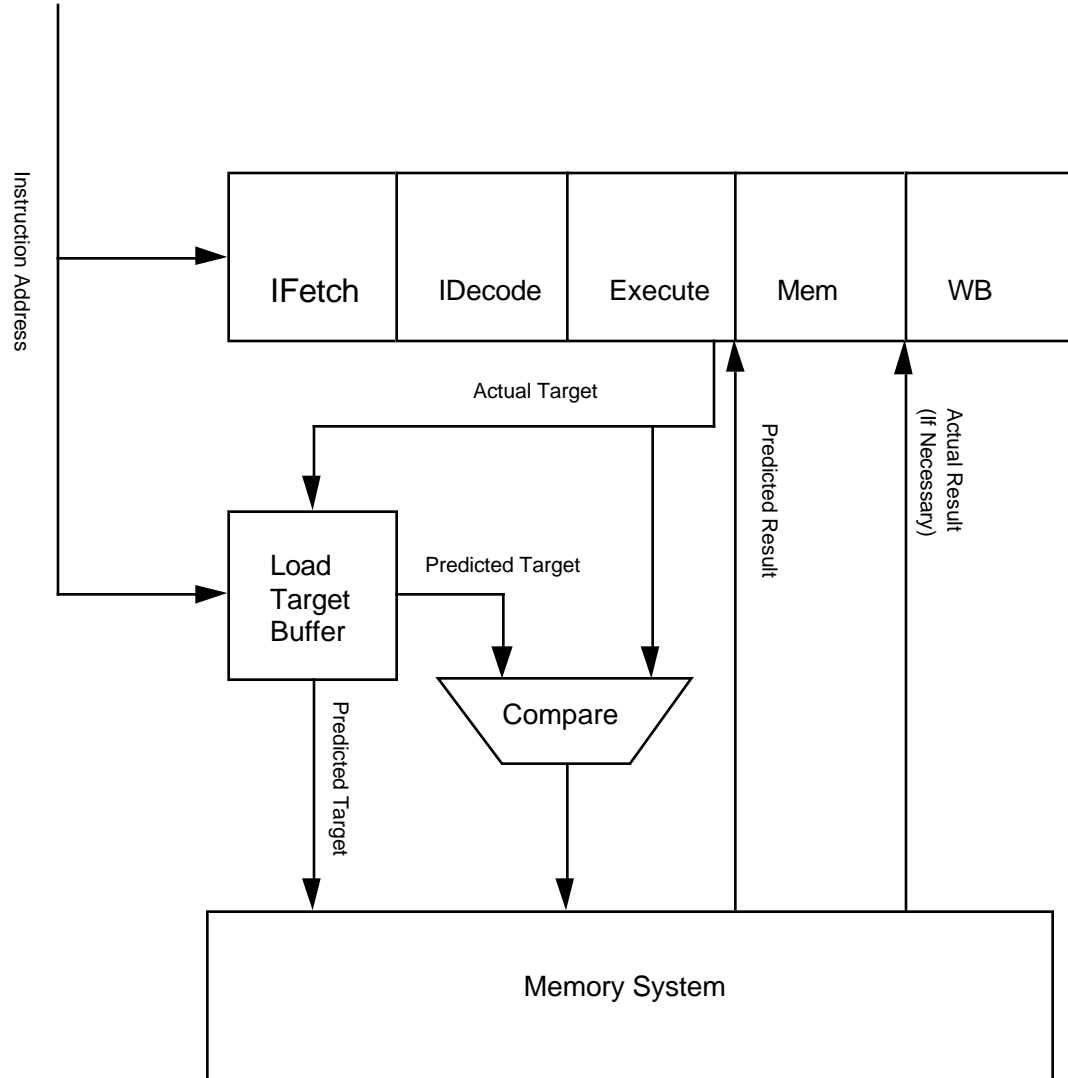 Instruction Address
IFetch
IDecode
Execute
Mem
WB
Actual Target
Predicted Result
Actual Result
(If Necessary)
Load
Target
Buffer
Predicted Target
Compare
Predicted Target
Memory System